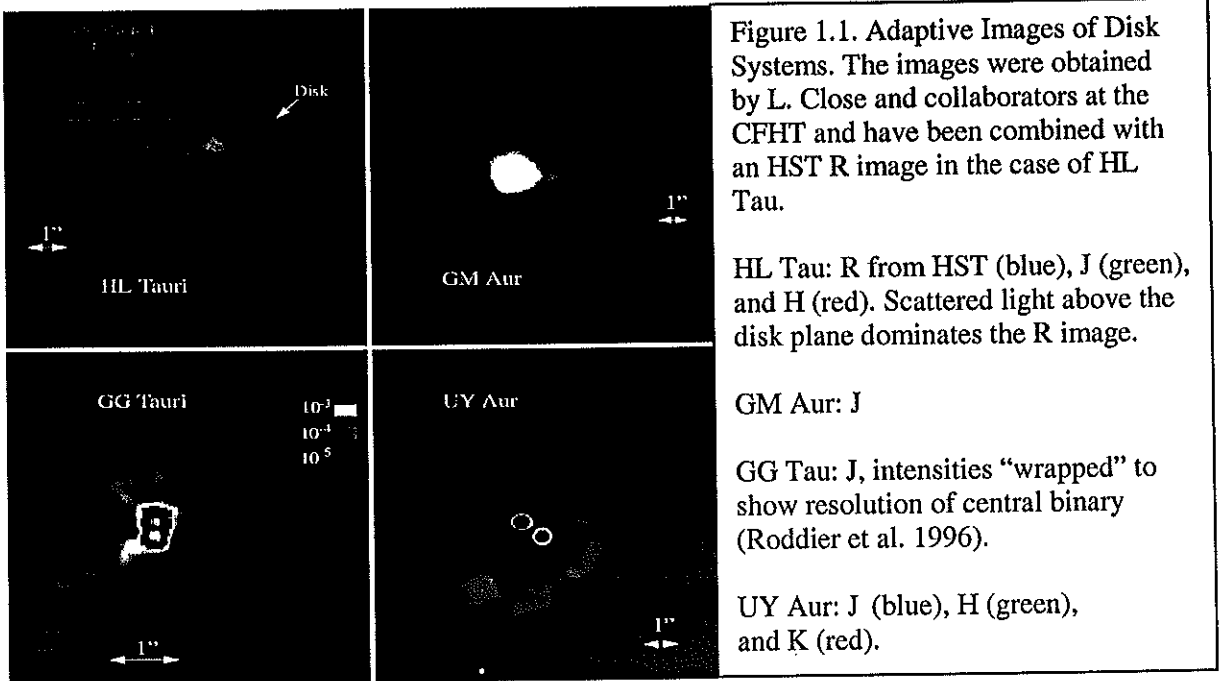 Disk
1”
HL Tauri
GM Aur
1”
GG Tauri
10-3
10-4
10-5
1”
UY Aur
1”
Figure 1.1. Adaptive Images of Disk
Systems. The images were obtained
by L. Close and collaborators at the
CFHT and have been combined with
an HST R image in the case of HL
Tau.
HL Tau: R from HST (blue), J (green),
and H (red). Scattered light above the
disk plane dominates the R image.
GM Aur: J
GG Tau: J, intensities “wrapped” to
show resolution of central binary
(Roddier et al. 1996).
UY Aur: J (blue), H (green),
and K (red).